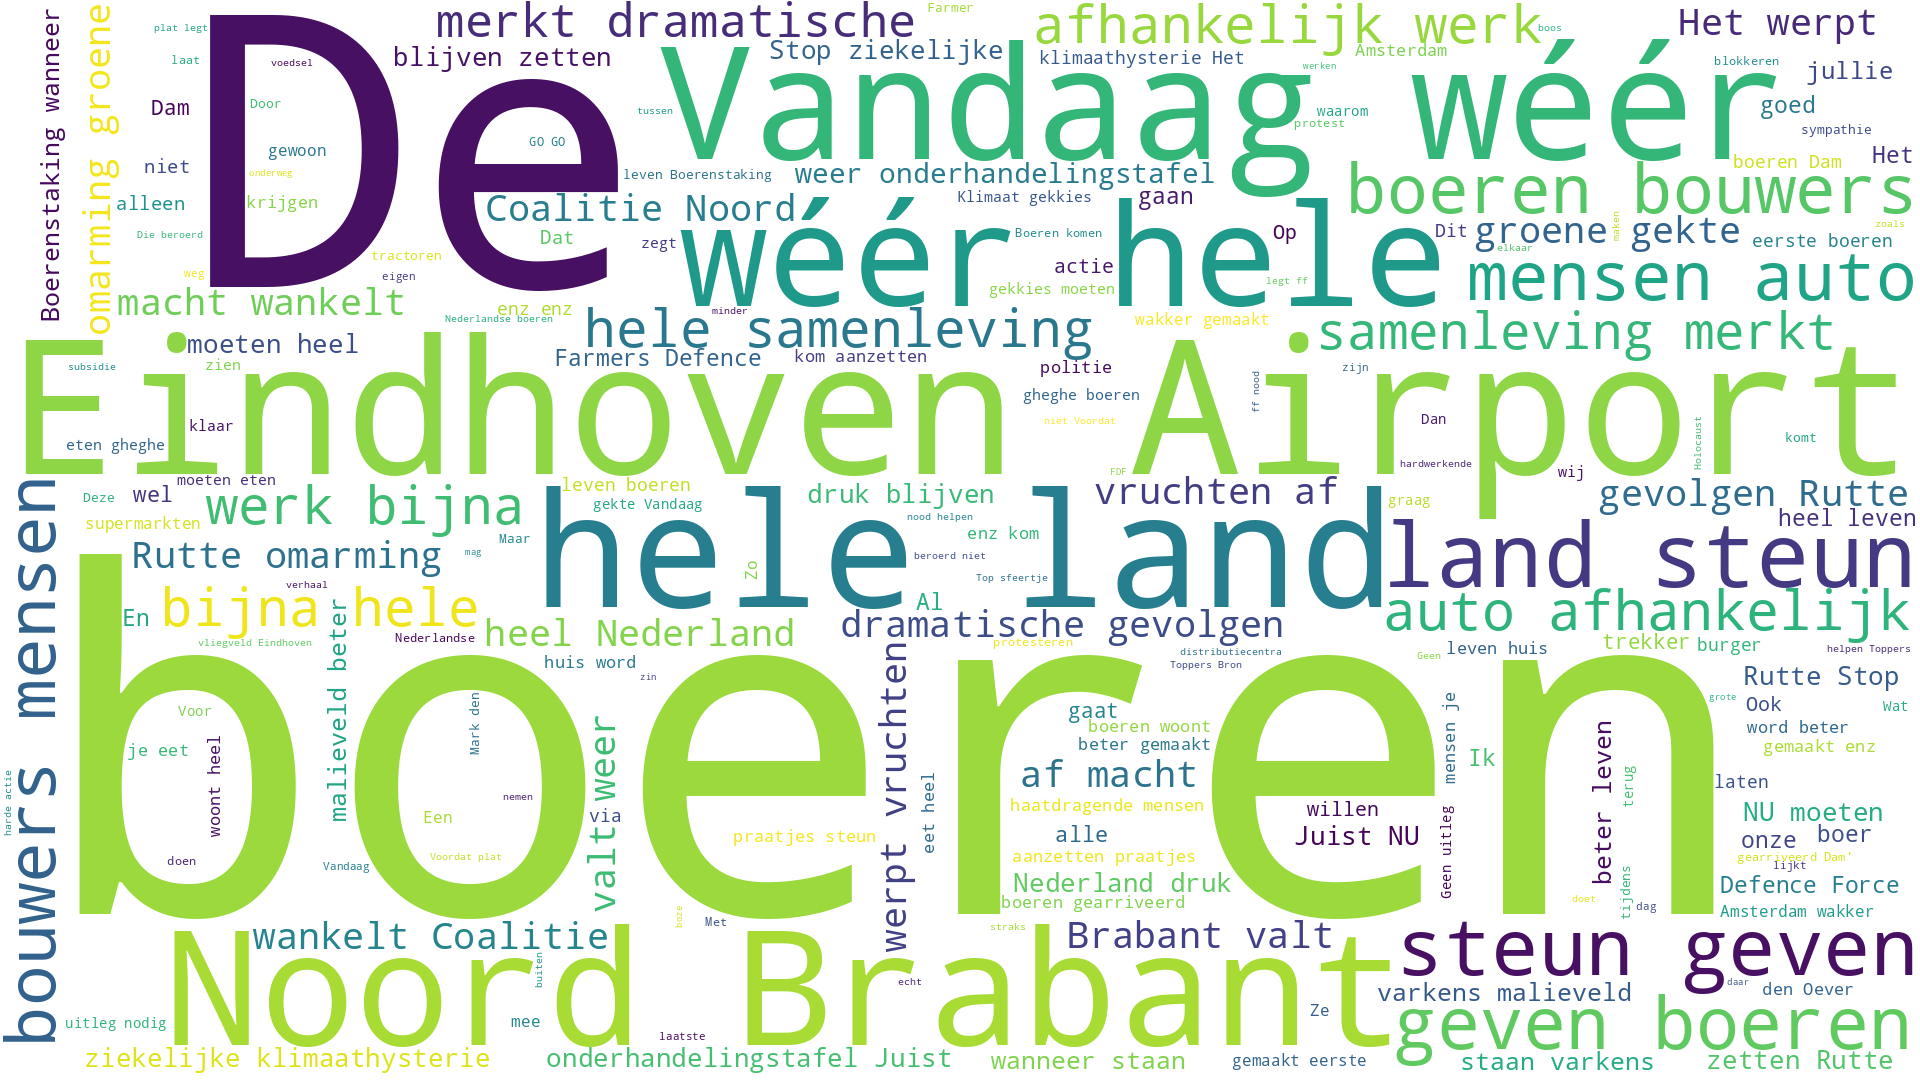 De
boeren
Vandaag wéér
wéér hele
Eindhoven Airport
hele land
Noord Brabant
land steun
steun geven
geven boeren
boeren bouwers
bouwers mensen
mensen auto
auto afhankelijk
afhankelijk werk
werk bijna
bijna hele
hele samenleving
samenleving merkt
merkt dramatische
dramatische gevolgen
gevolgen Rutte
Rutte omarming
omarming groene
groene gekte
Het werpt
werpt vruchten
vruchten af
af macht
macht wankelt
wankelt Coalitie
Coalitie Noord
Brabant valt
valt weer
weer onderhandelingstafel
onderhandelingstafel Juist
Juist NU
NU moeten
moeten heel
heel Nederland
Nederland druk
druk blijven
blijven zetten
zetten Rutte
Rutte Stop
Stop ziekelijke
ziekelijke klimaathysterie
klimaathysterie Het
Boerenstaking wanneer
wanneer staan
staan varkens
varkens malieveld
malieveld beter
beter leven
heel leven
leven boeren
leven Boerenstaking
leven huis
huis word
word beter
beter gemaakt
gemaakt enz
enz enz
enz kom
kom aanzetten
aanzetten praatjes
praatjes steun
Farmers Defence
Defence Force
Farmer
boos
Amsterdam
plat legt
laat
voedsel
Dam
Door
GO GO
gewoon
niet
onderweg
alleen
krijgen
Die beroerd
weg
tractoren
eigen
Dat
zegt
tussen
werken
waarom
protest
blokkeren
jullie
goed
sympathie
boeren Dam
Het
Klimaat gekkies
gaan
Boeren komen
Op
Dit
elkaar
maken
zoals
eerste boeren
actie
gekkies moeten
legt ff
minder
Nederlandse boeren
wakker gemaakt
zien
subsidie
politie
gheghe boeren
niet Voordat
ff nood
zijn
Dan
Holocaust
komt
klaar
eten gheghe
moeten eten
hardwerkende
wij
FDF
graag
wel
Deze
supermarkten
gekte Vandaag
nood helpen
beroerd niet
Top sfeertje
Maar
mag
Zo
Al
verhaal
En
Nederlandse
vliegveld Eindhoven
zin
protesteren
distributiecentra
Toppers Bron
Geen
trekker
burger
helpen Toppers
grote
Ook
Wat
Voor
je eet
woont heel
Mark den
nemen
Een
via
doen
Vandaag
Voordat plat
harde actie
gaat
boeren woont
haatdragende mensen
alle
eet heel
boeren gearriveerd
willen
mensen je
Ik
Geen uitleg
terug
tijdens
laten
onze
boer
gearriveerd Dam'
lijkt
doet
dag
Amsterdam wakker
daar
den Oever
Ze
gemaakt eerste
straks
boze
Met
echt
buiten
mee
laatste
uitleg nodig